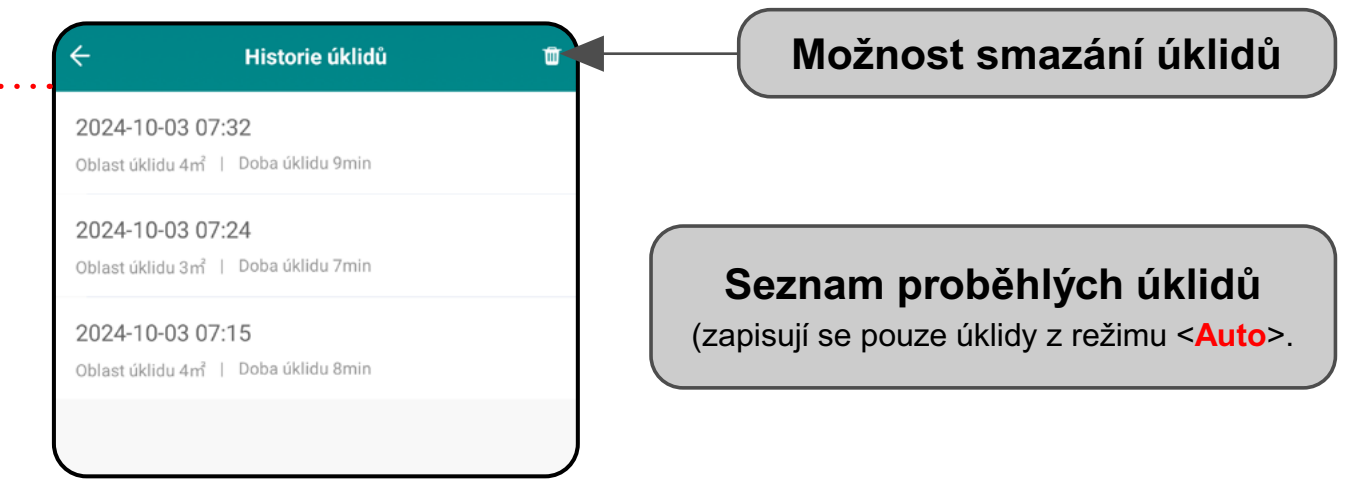 Historie úklidů
Možnost smazání úklidů
2024-10-03 07:32
Oblast úklidu 4㎡ | Doba úklidu 9min
2024-10-03 07:24
Oblast úklidu 3㎡ | Doba úklidu 7min
2024-10-03 07:15
Oblast úklidu 4㎡ | Doba úklidu 8min
Seznam proběhlých úklidů
(zapisují se pouze úklidy z režimu <Auto>.